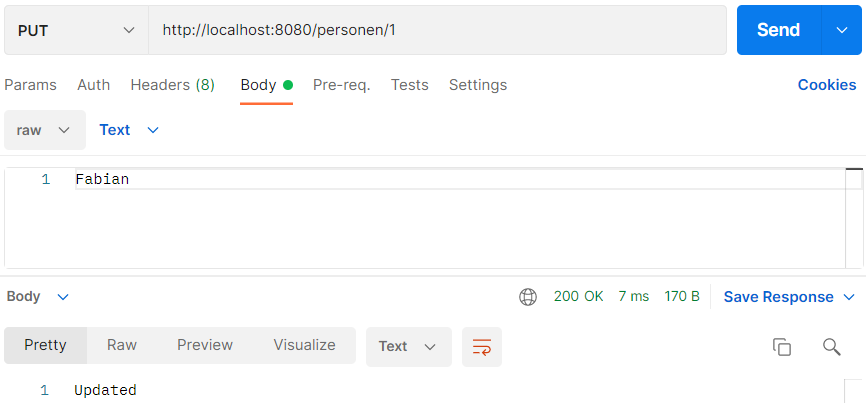 PUT http://localhost:8080/personen/1 Send
Params Auth Headers (8) Body Pre-req. Tests Settings Cookies
raw Text
1 Fabian
Body 200 OK 7 ms 170 B Save Response
Pretty Raw Preview Visualize Text
1 Updated